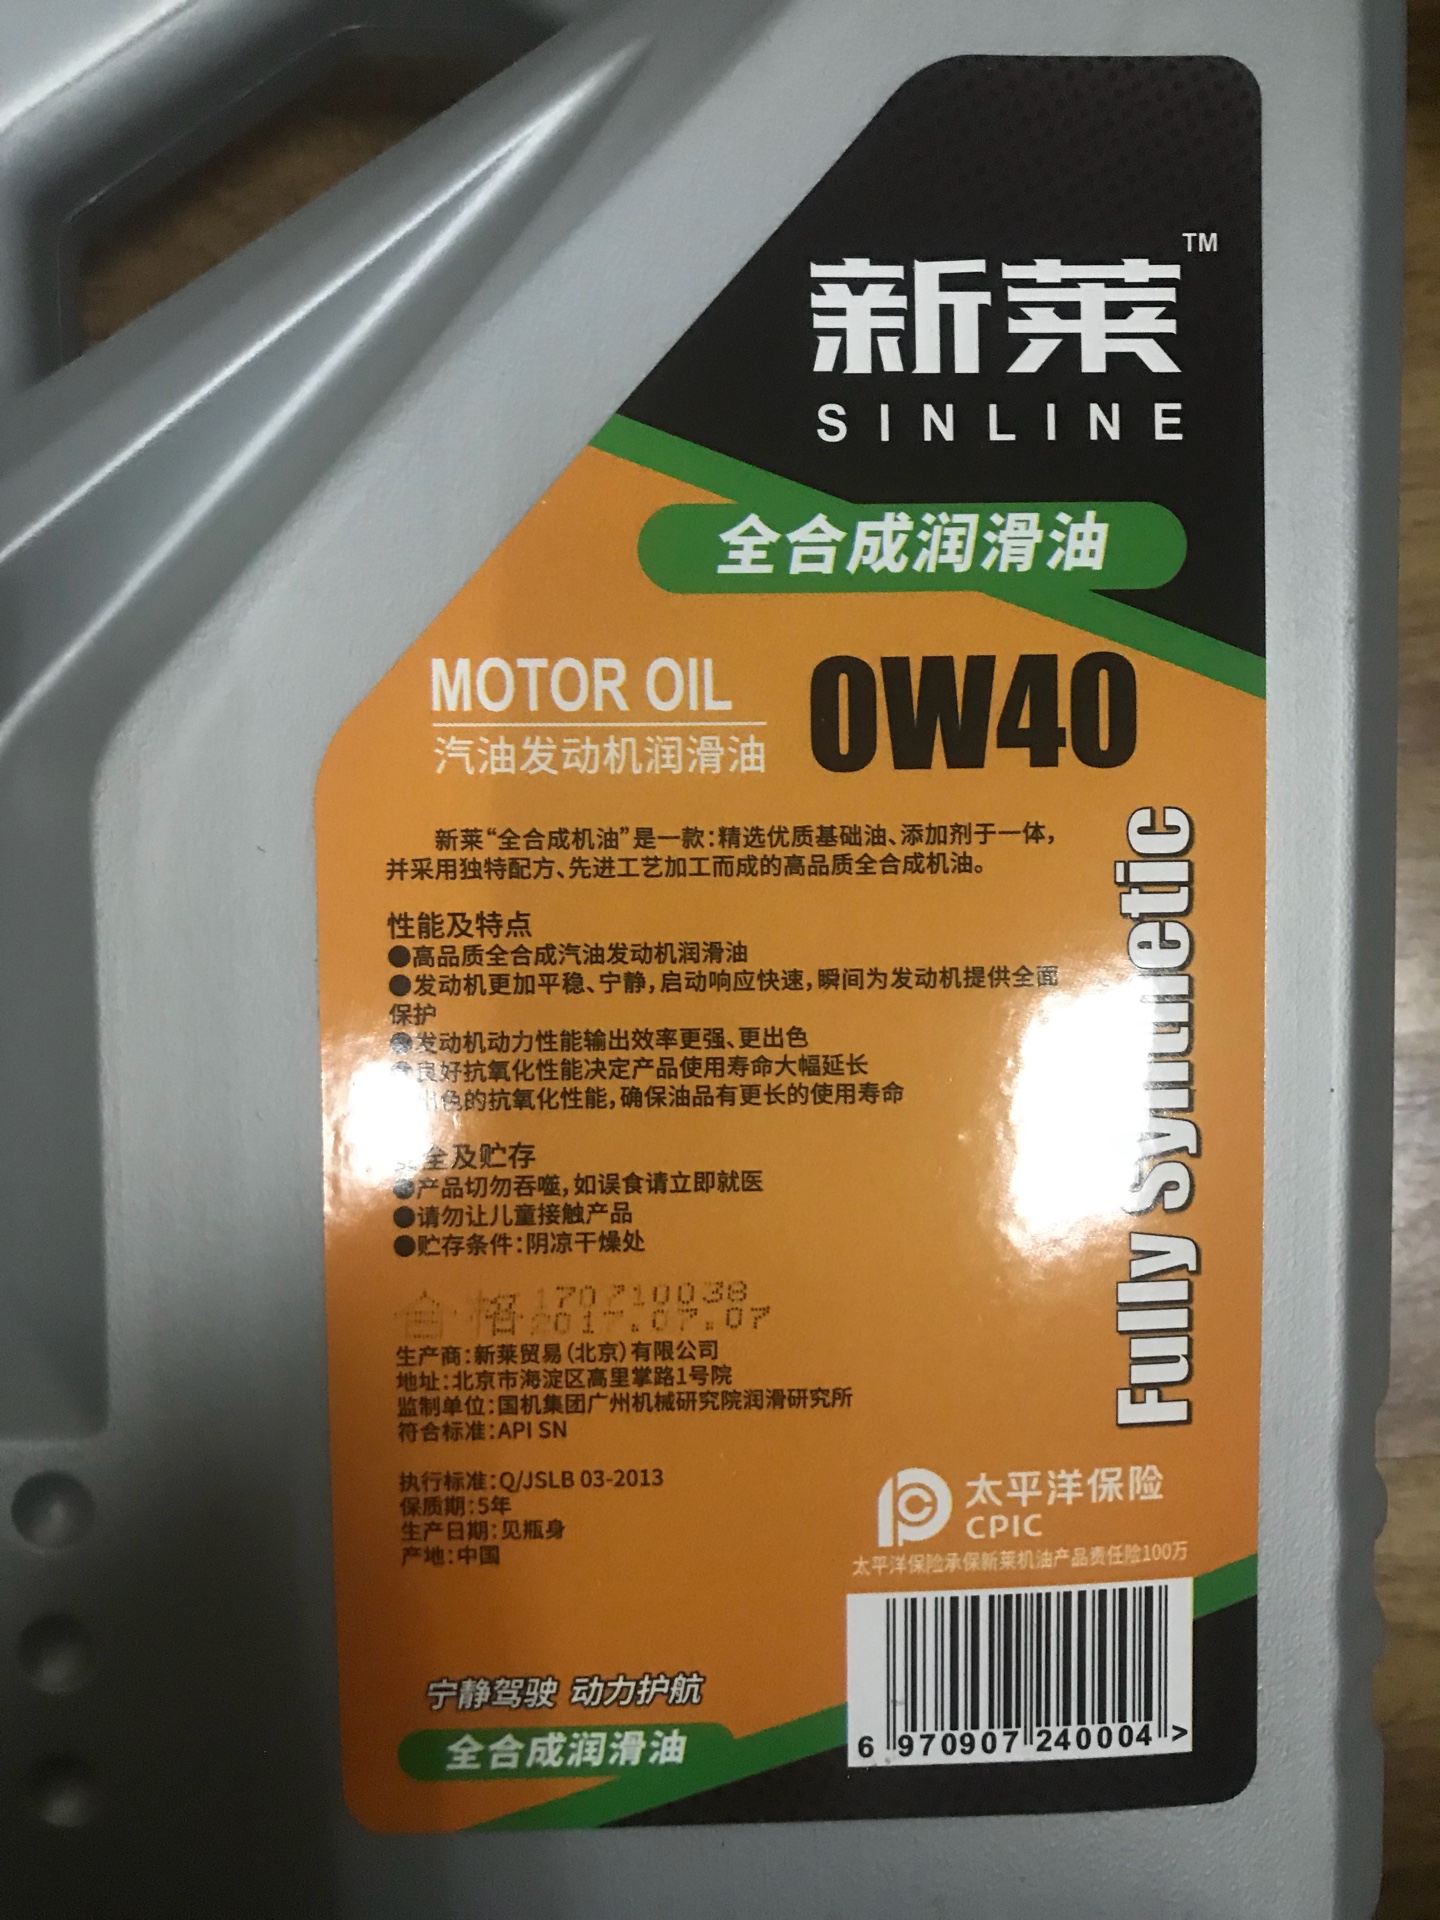 新莱 TM
SINLINE
全合成润滑油
MOTOR OIL
汽油发动机润滑油
0W40
新莱“全合成机油”是一款：精选优质基础油、添加剂于一体，
并采用独特配方、先进工艺加工而成的高品质全合成机油。
性能及特点
●高品质全合成汽油发动机润滑油
●发动机更加平稳、宁静，启动响应快速，瞬间为发动机提供全面
保护
●发动机动力性能输出效率更强、更出色
●良好抗氧化性能决定产品使用寿命大幅延长
出色的抗氧化性能，确保油品有更长的使用寿命
全及贮存
●产品切勿吞噬，如误食请立即就医
●请勿让儿童接触产品
●贮存条件：阴凉干燥处
合格 170710038
2017.07.07
生产商：新莱贸易（北京）有限公司
地址：北京市海淀区高里掌路1号院
监制单位：国机集团广州机械研究院润滑研究所
符合标准：API SN
执行标准：Q/JSLB 03-2013
保质期：5年
生产日期：见瓶身
产地：中国
Fully Synthetic
太平洋保险
CPIC
太平洋保险承保新莱机油产品责任险100万
6 970907 240004 >
宁静驾驶 动力护航
全合成润滑油